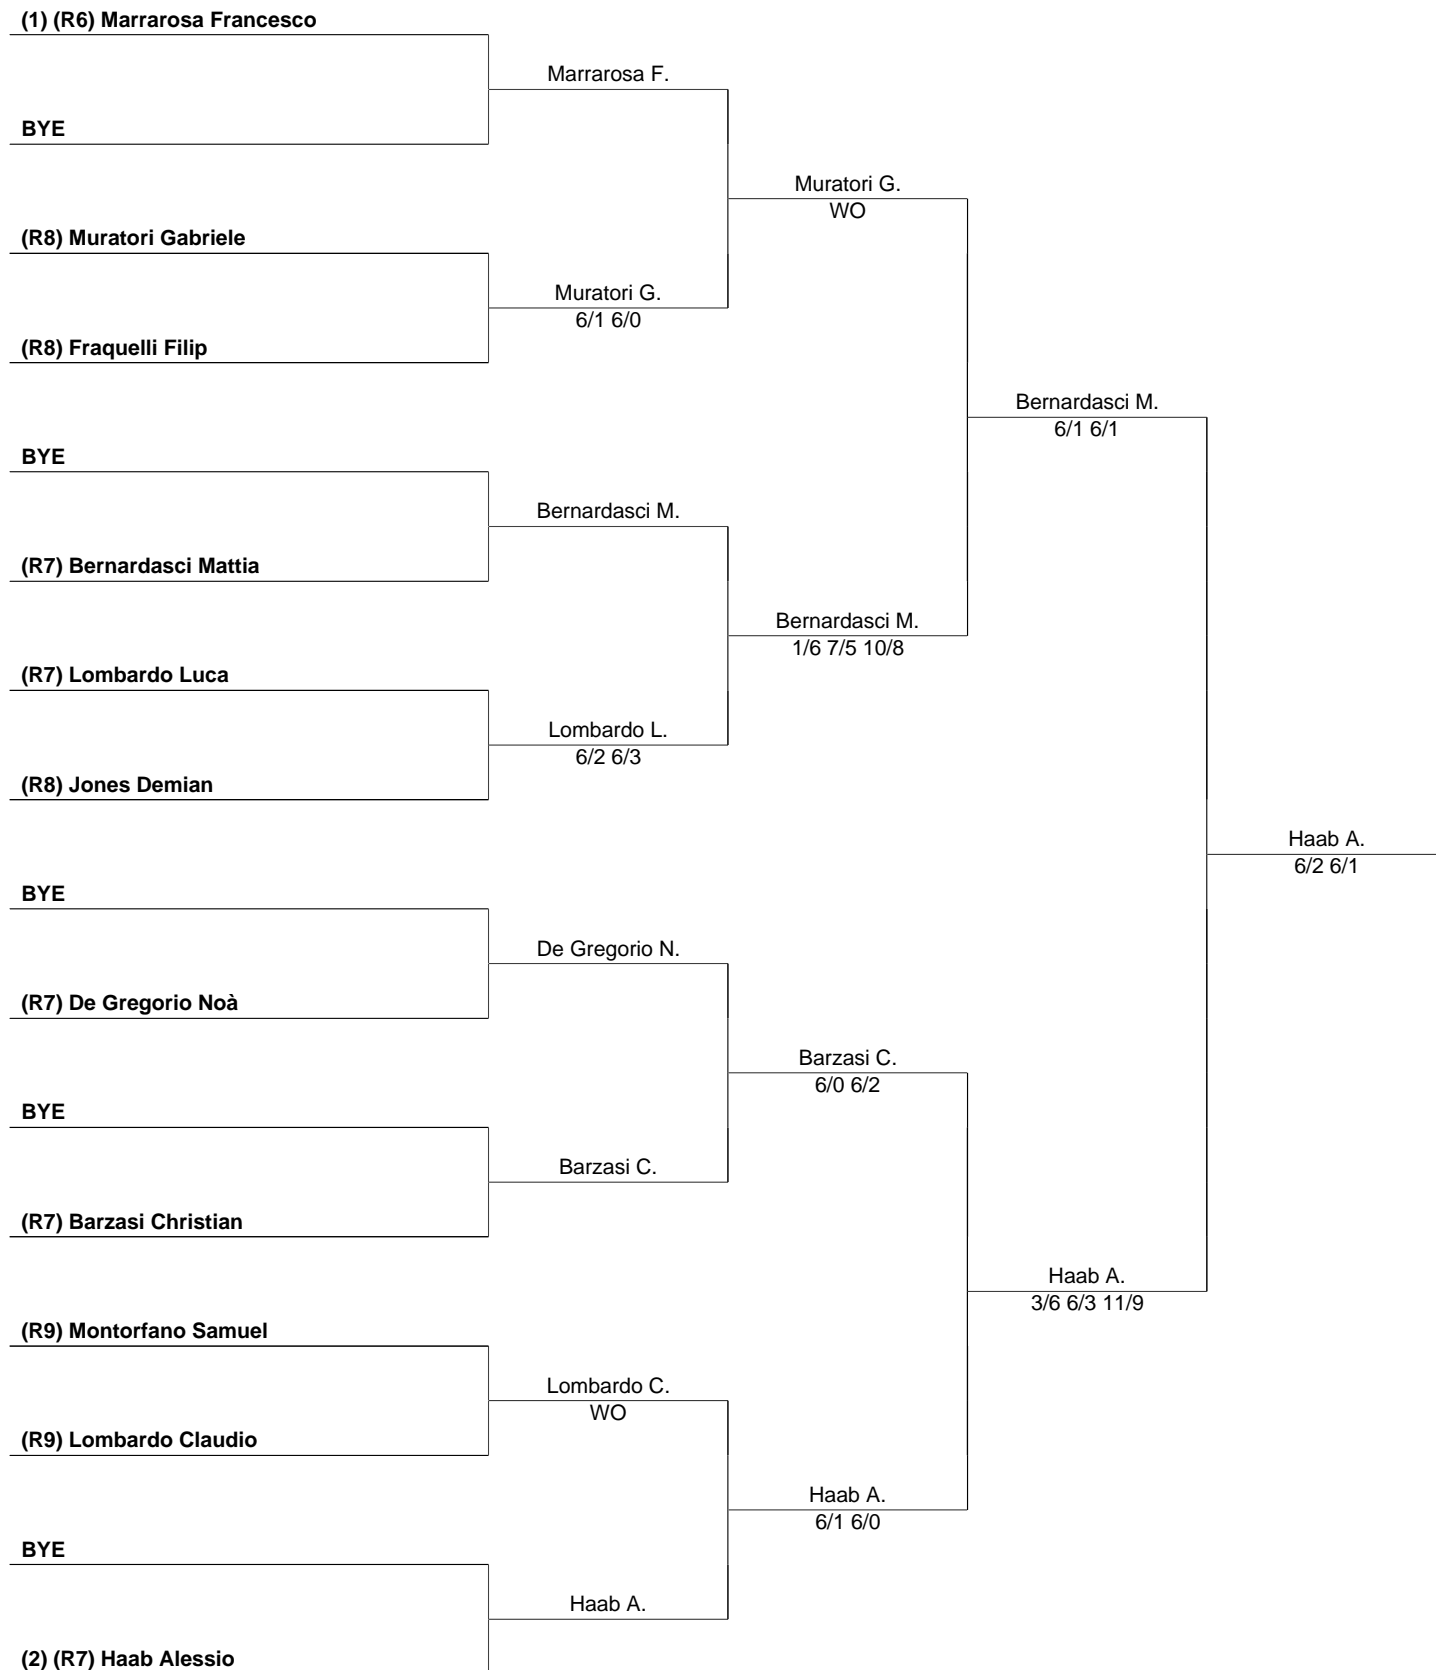 (1) (R6) Marrarosa Francesco
Marrarosa F.
BYE
Muratori G.
WO
(R8) Muratori Gabriele
Muratori G.
6/1 6/0
(R8) Fraquelli Filip
Bernardasci M.
6/1 6/1
BYE
Bernardasci M.
(R7) Bernardasci Mattia
Bernardasci M.
1/6 7/5 10/8
(R7) Lombardo Luca
Lombardo L.
6/2 6/3
(R8) Jones Demian
Haab A.
6/2 6/1
BYE
De Gregorio N.
(R7) De Gregorio Noà
Barzasi C.
6/0 6/2
BYE
Barzasi C.
(R7) Barzasi Christian
Haab A.
3/6 6/3 11/9
(R9) Montorfano Samuel
Lombardo C.
WO
(R9) Lombardo Claudio
Haab A.
6/1 6/0
BYE
Haab A.
(2) (R7) Haab Alessio